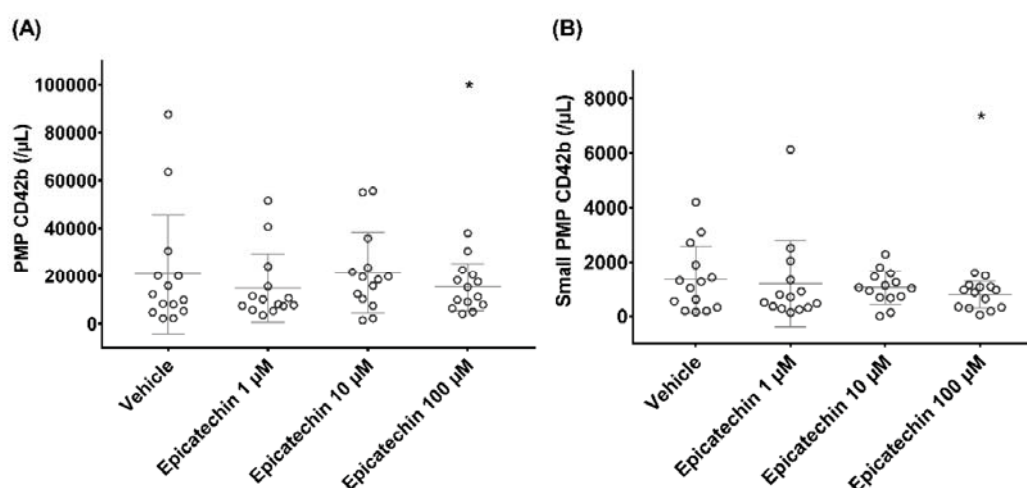 (A)
PMP CD42b (/µL)
100000
80000
60000
40000
20000
0
*
Vehicle
Epicatechin 1 µM
Epicatechin 10 µM
Epicatechin 100 µM
(B)
Small PMP CD42b (/µL)
8000
6000
4000
2000
0
*
Vehicle
Epicatechin 1 µM
Epicatechin 10 µM
Epicatechin 100 µM